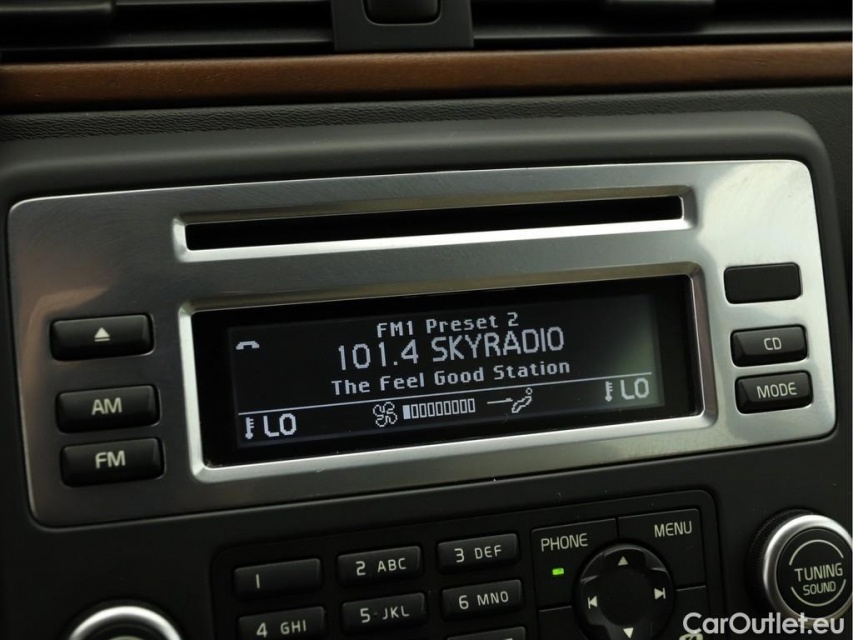 FM1 Preset 2
101.4 SKYRADIO
The Feel Good Station
LO
LO
AM
FM
CD
MODE
1
2 ABC
3 DEF
4 GHI
5 JKL
6 MNO
PHONE
MENU
TUNING
SOUND
CarOutlet.eu